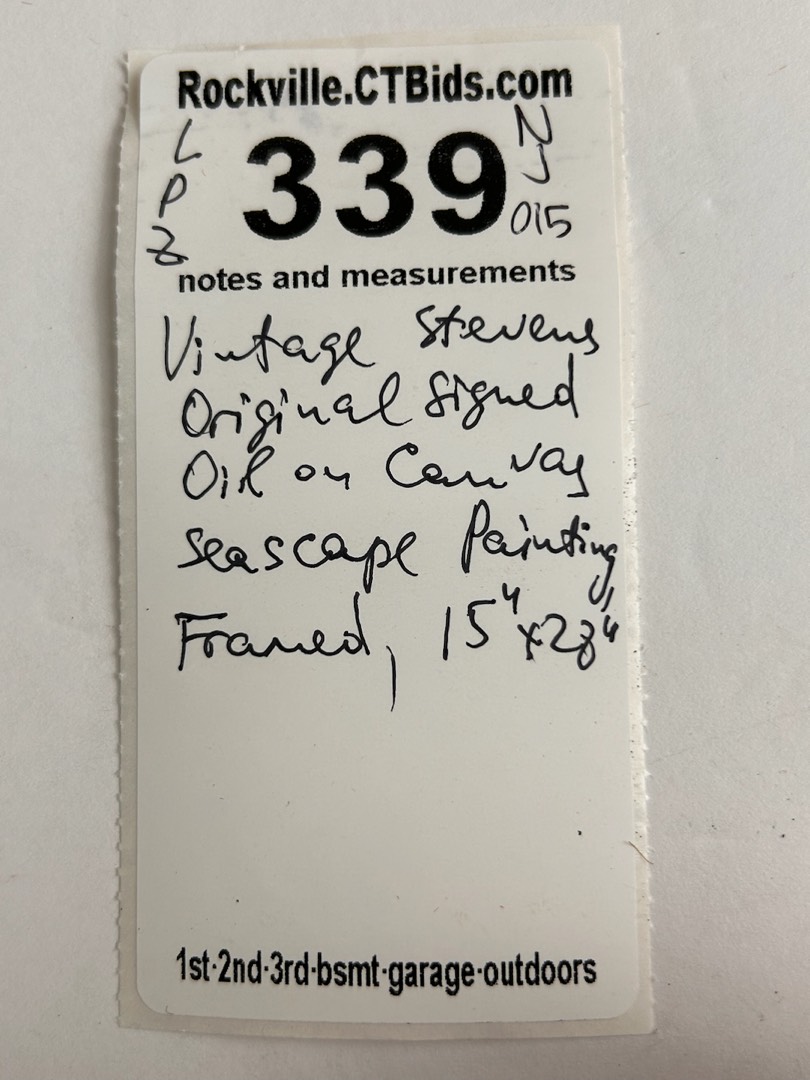 Rockville.CTBids.com
L P Z
339
N J 015
notes and measurements
Vintage Stevens
Original Signed
Oil on Canvas
Seascape Painting,
Framed, 15"x28"
1st·2nd·3rd·bsmt·garage·outdoors